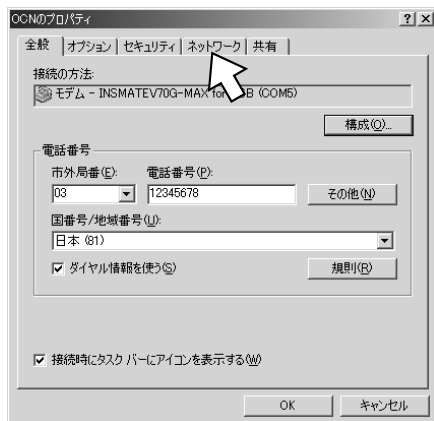 OCNのプロパティ
全般 オプション セキュリティ ネットワーク 共有
接続の方法:
モデム - INSMATEV70G-MAX for USB (COM5)
構成(O)...
電話番号
市外局番(E): 電話番号(P):
03 12345678 その他(N)
国番号/地域番号(U):
日本 (81)
ダイヤル情報を使う(S) 規則(R)
接続時にタスク バーにアイコンを表示する(W)
OK キャンセル